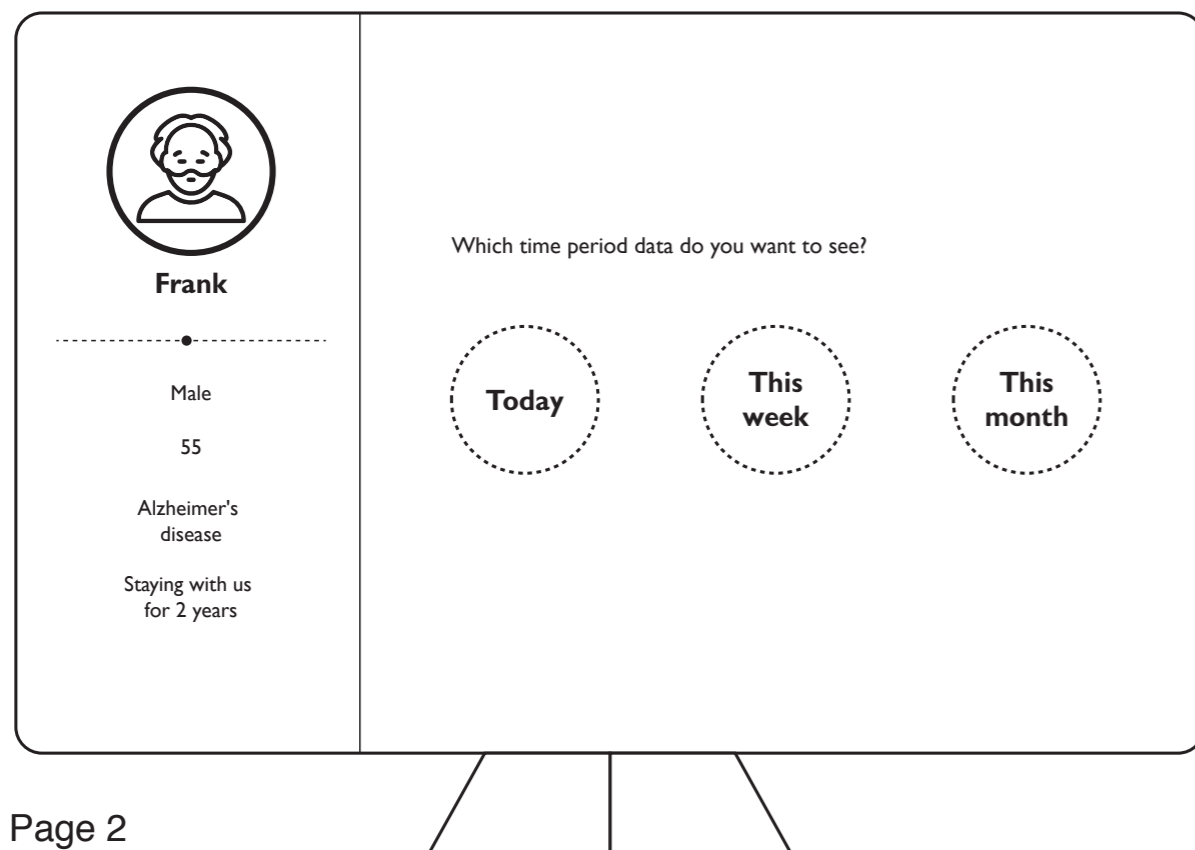 Frank
Male
55
Alzheimer's
disease
Staying with us
for 2 years
Which time period data do you want to see?
Today
This
week
This
month
Page 2